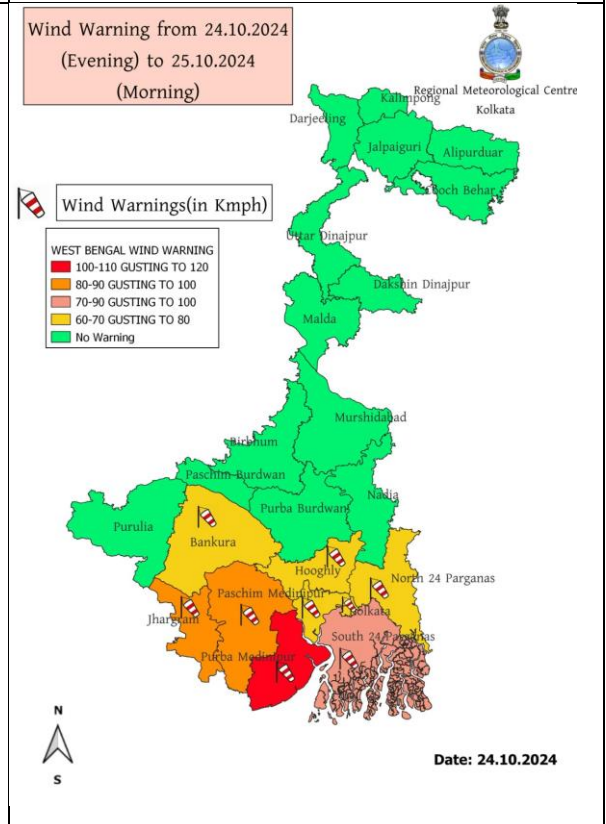 Wind Warning from 24.10.2024
(Evening) to 25.10.2024
(Morning)
Regional Meteorological Centre
Kolkata
Kalimpong
Darjeeling
Jalpaiguri
Alipurduar
Cooch Behar
Wind Warnings(in Kmph)
Uttar Dinajpur
WEST BENGAL WIND WARNING
100-110 GUSTING TO 120
80-90 GUSTING TO 100
70-90 GUSTING TO 100
60-70 GUSTING TO 80
No Warning
Dakshin Dinajpur
Malda
Murshidabad
Birbhum
Paschim Burdwan
Nadia
Purba Burdwan
Purulia
Bankura
Hooghly
North 24 Parganas
Paschim Medinipur
Kolkata
Jhargram
South 24 Parganas
Purba Medinipur
N
S
Date: 24.10.2024